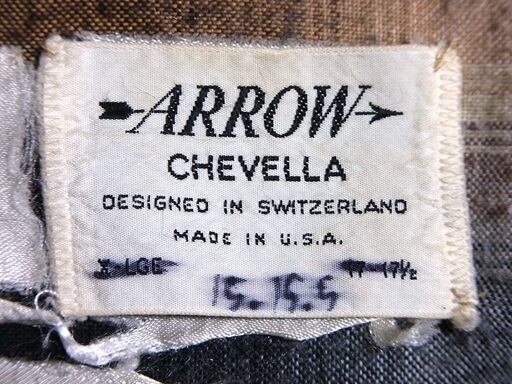 ARROW
CHEVELLA
DESIGNED IN SWITZERLAND
MADE IN U.S.A.
X-LGE 17-17½
15.15.5